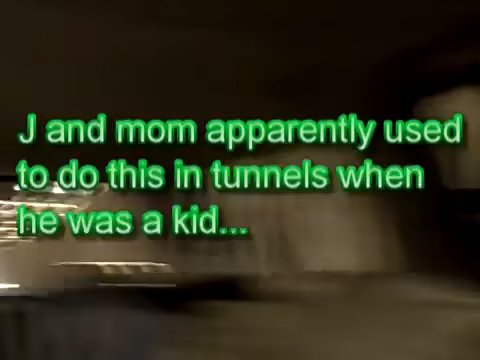 J and mom apparently used
to do this in tunnels when
he was a kid...